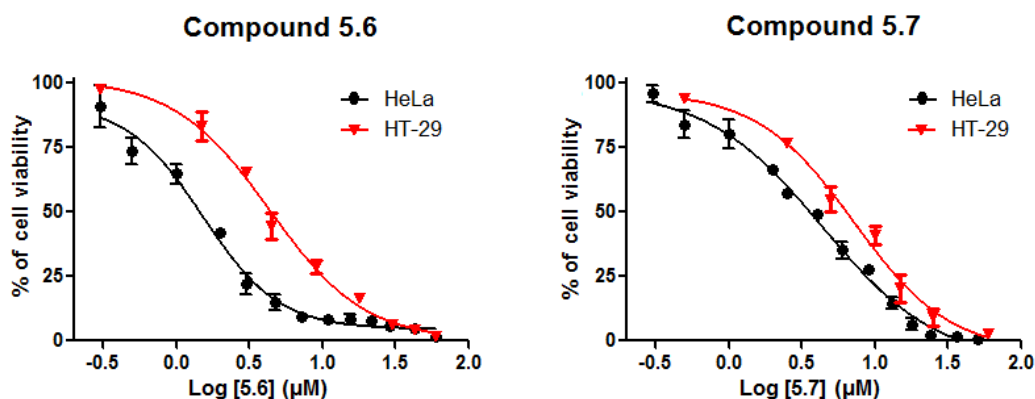 Compound 5.6
% of cell viability
100
75
50
25
0
HeLa
HT-29
-0.5 0.0 0.5 1.0 1.5 2.0
Log [5.6] (µM)
Compound 5.7
% of cell viability
100
75
50
25
0
HeLa
HT-29
-0.5 0.0 0.5 1.0 1.5 2.0
Log [5.7] (µM)